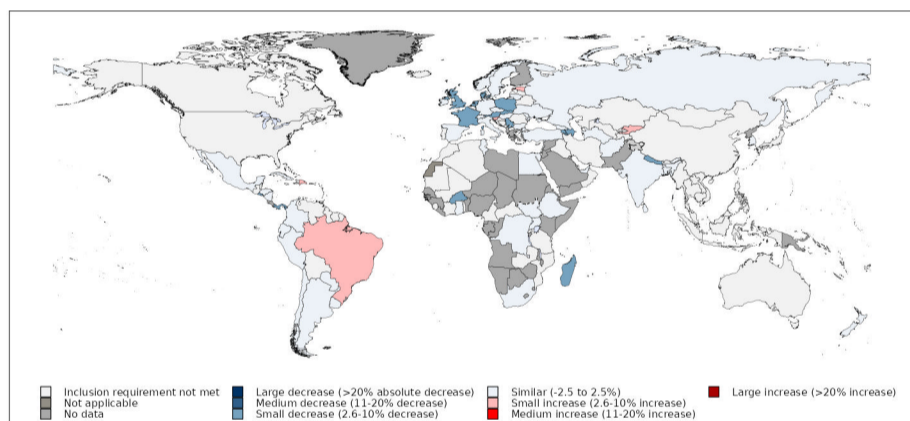 Inclusion requirement not met
Not applicable
No data
Large decrease (>20% absolute decrease)
Medium decrease (11-20% decrease)
Small decrease (2.6-10% decrease)
Similar (-2.5 to 2.5%)
Small increase (2.6-10% increase)
Medium increase (11-20% increase)
Large increase (>20% increase)